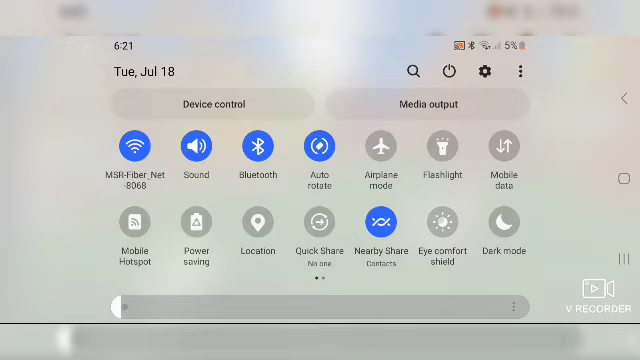 6:21
5%
Tue, Jul 18
Device control
Media output
MSR-Fiber_Net
-8068
Sound
Bluetooth
Auto
rotate
Airplane
mode
Flashlight
Mobile
data
Mobile
Hotspot
Power
saving
Location
Quick Share
No one
Nearby Share
Contacts
Eye comfort
shield
Dark mode
V RECORDER